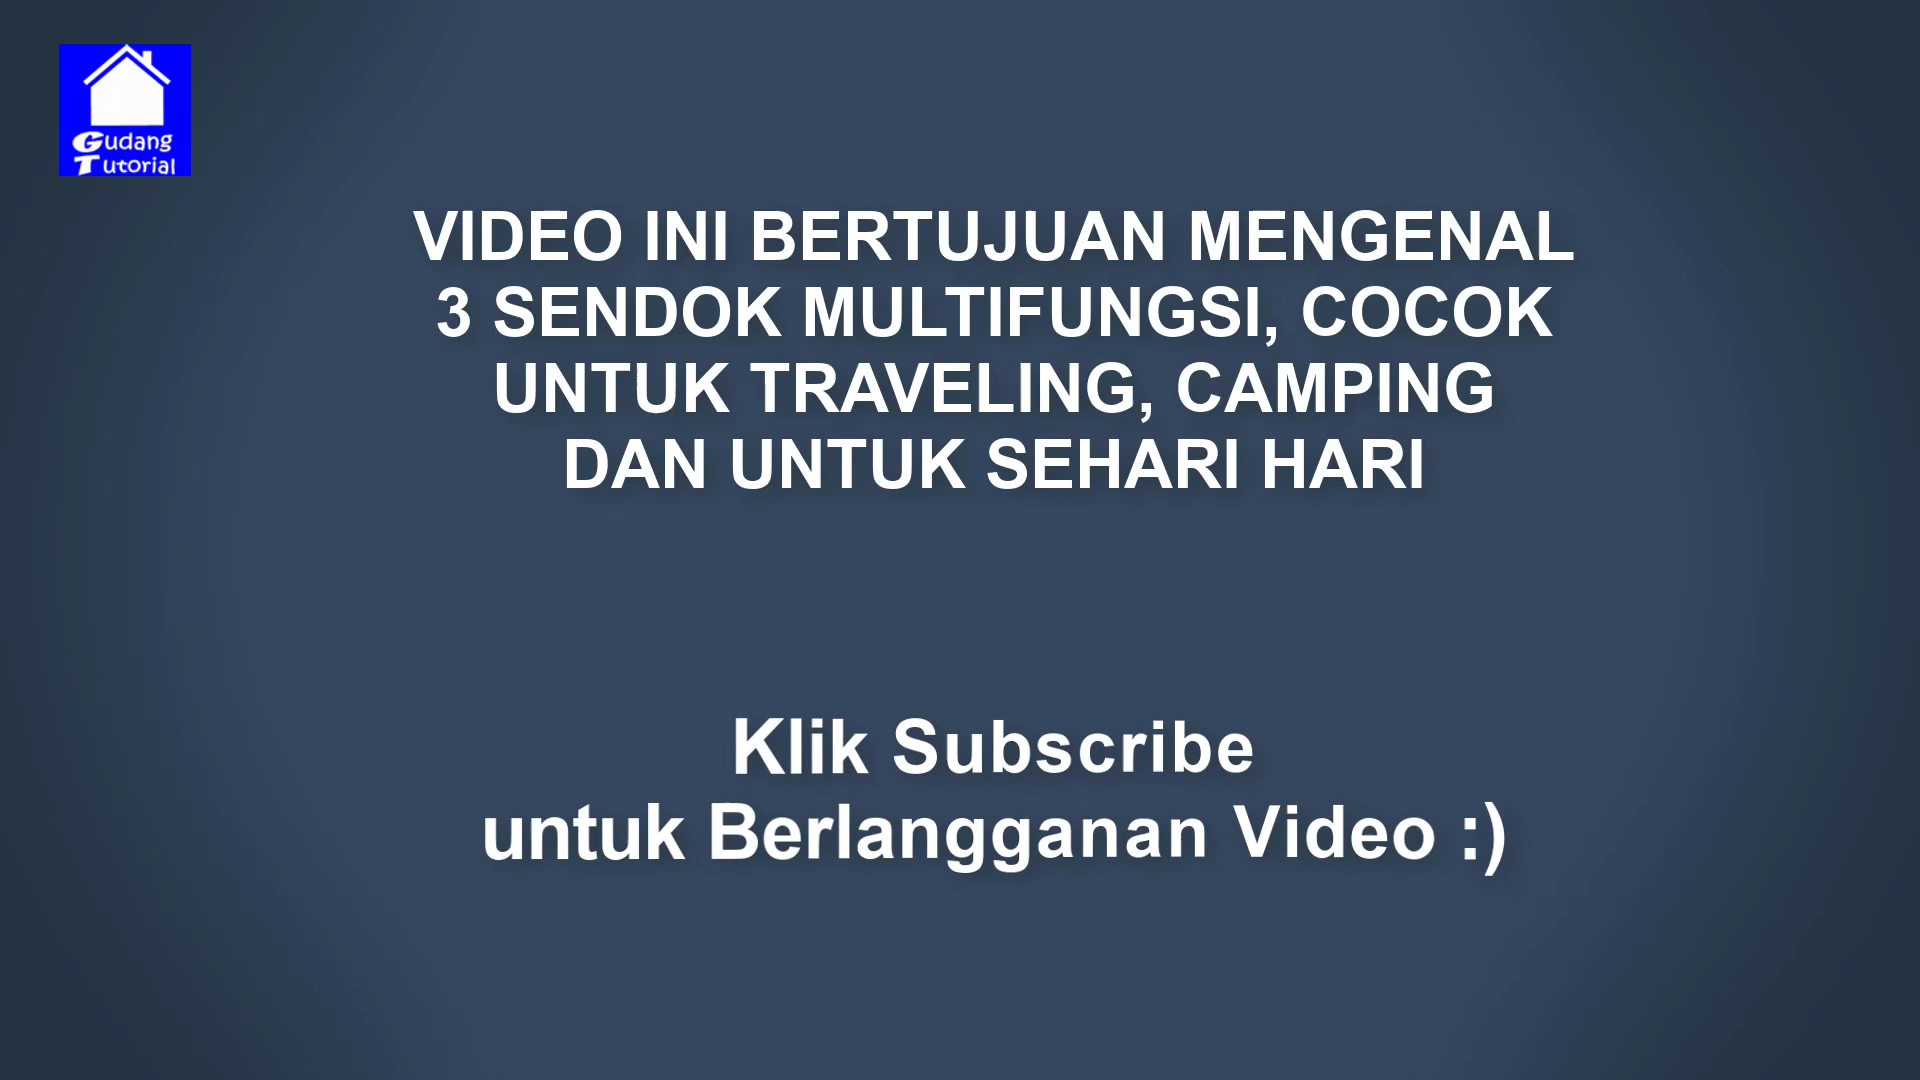 Gudang
Tutorial
VIDEO INI BERTUJUAN MENGENAL
3 SENDOK MULTIFUNGSI, COCOK
UNTUK TRAVELING, CAMPING
DAN UNTUK SEHARI HARI
Klik Subscribe
untuk Berlangganan Video :)